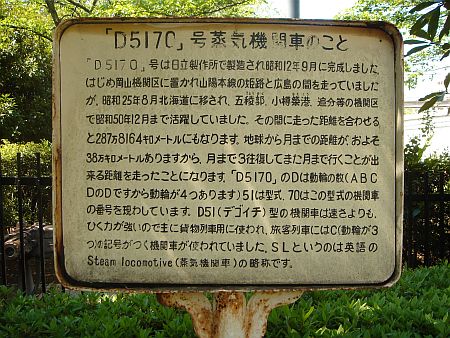 「D5170」号蒸気機関車のこと
「D5170」号は日立製作所で製造され昭和12年9月に完成しました。
はじめ岡山機関区に置かれ山陽本線の姫路と広島の間を走っていました
が、昭和25年8月北海道に移され、五稜郭、小樽築港、追分等の機関区
で昭和50年12月まで活躍していました。その間に走った距離を合わせる
と287万8164キロメートルにもなります。地球から月までの距離が、およそ
38万キロメートルありますから、月まで3往復してまた月まで行くことが出
来る距離を走ったことになります。「D5170」のDは動輪の数(ABC
DのDですから動輪が4つあります)51は型式、70はこの型式の機関車
の番号を現わしています。D51(デゴイチ)型の機関車は速さよりも、
ひく力が強いので主に貨物列車用に使われ、旅客列車にはC(動輪が3
つ)の記号がつく機関車が使われていました。SLというのは英語の
Steam locomotive(蒸気機関車)の略称です。